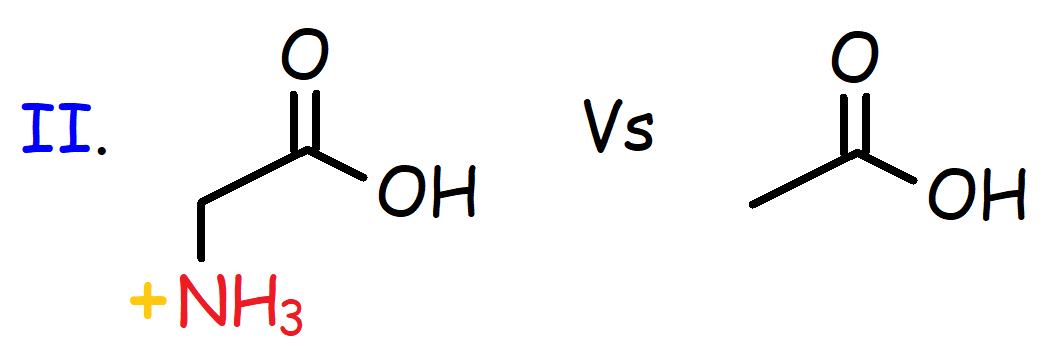 O O
II. Vs
OH OH
+NH3